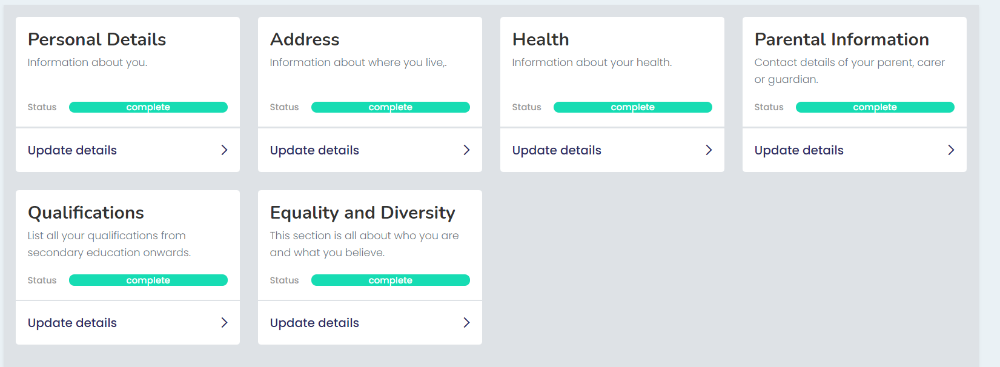 Personal Details
Information about you.
Status complete
Update details
Address
Information about where you live,.
Status complete
Update details
Health
Information about your health.
Status complete
Update details
Parental Information
Contact details of your parent, carer
or guardian.
Status complete
Update details
Qualifications
List all your qualifications from
secondary education onwards.
Status complete
Update details
Equality and Diversity
This section is all about who you are
and what you believe.
Status complete
Update details